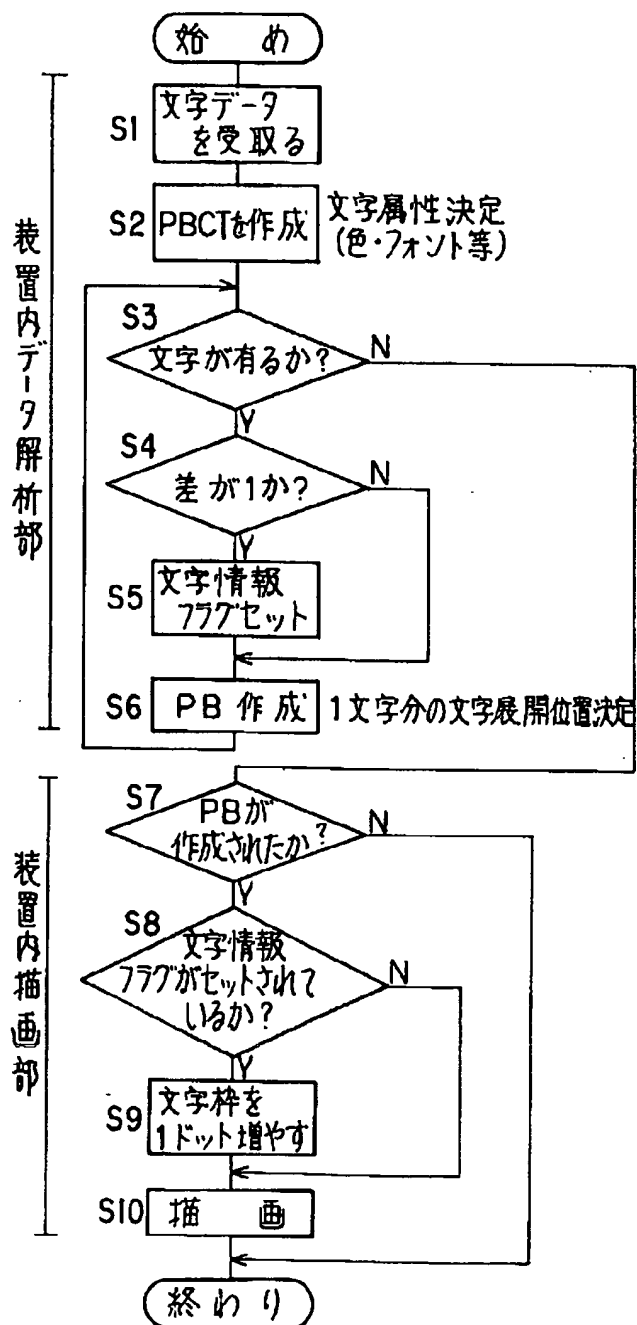 始 め
S1
文字データ
を受取る
S2
PBCTを作成
文字属性決定
(色・フォント等)
装置内データ解析部
S3
文字が有るか?
N
Y
S4
差が1か?
N
Y
S5
文字情報
フラグセット
S6
PB 作成
1文字分の文字展開位置決定
装置内描画部
S7
PBが
作成されたか?
N
Y
S8
文字情報
フラグがセットされて
いるか?
N
Y
S9
文字枠を
1ドット増やす
S10
描 画
終わり